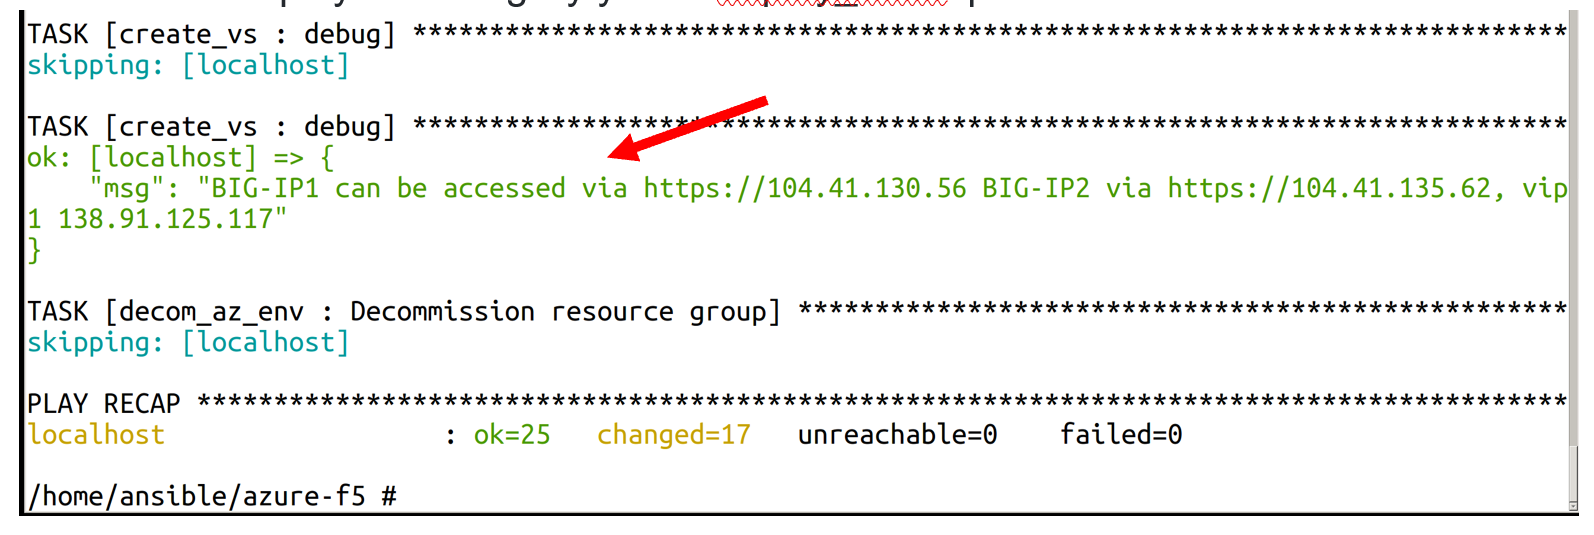 TASK [create_vs : debug] ***************************************************************************
skipping: [localhost]
TASK [create_vs : debug] ***************************************************************************
ok: [localhost] => {
"msg": "BIG-IP1 can be accessed via https://104.41.130.56 BIG-IP2 via https://104.41.135.62, vip
1 138.91.125.117"
}
TASK [decom_az_env : Decommission resource group] **************************************************
skipping: [localhost]
PLAY RECAP *****************************************************************************************
localhost : ok=25 changed=17 unreachable=0 failed=0
/home/ansible/azure-f5 #